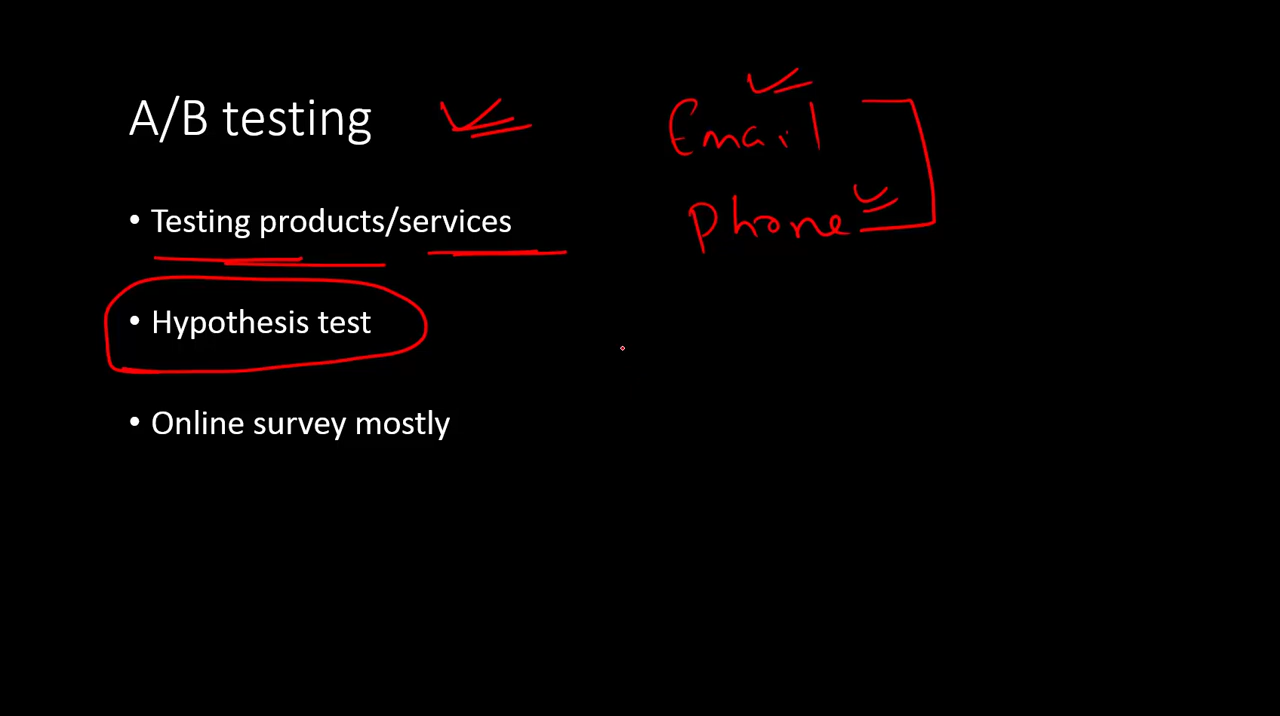 A/B testing
• Testing products/services
• Hypothesis test
• Online survey mostly
Email
Phone